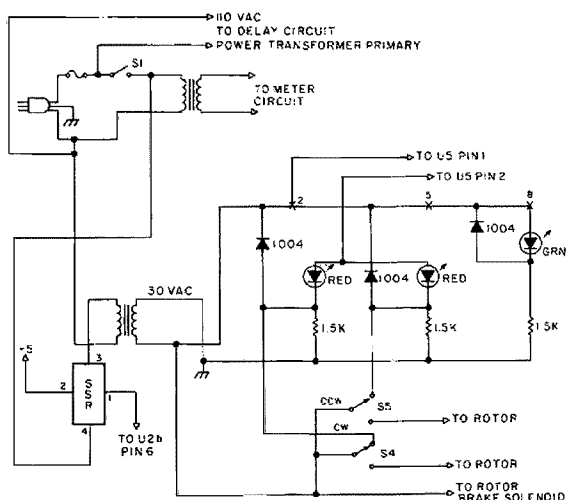 110 VAC
TO DELAY CIRCUIT
POWER TRANSFORMER PRIMARY
S1
TO METER
CIRCUIT
TO U5 PIN 1
TO U5 PIN 2
2
5
8
1004
1004
1004
RED
RED
GRN
1.5K
1.5K
1.5K
30 VAC
+5
3
2
SSR
1
4
TO U2b
PIN 6
CCW
S5
TO ROTOR
CW
S4
TO ROTOR
TO ROTOR
BRAKE SOLENOID